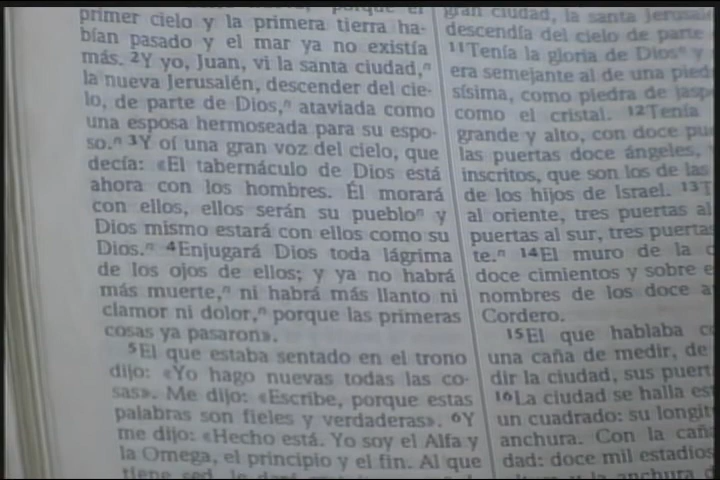 primer cielo y la primera tierra ha-
bían pasado y el mar ya no existía
más. ²Y yo, Juan, vi la santa ciudad,ⁿ
la nueva Jerusalén, descender del cie-
lo, de parte de Dios,ⁿ ataviada como
una esposa hermoseada para su espo-
so.ⁿ ³Y oí una gran voz del cielo, que
decía: «El tabernáculo de Dios está
ahora con los hombres. Él morará
con ellos, ellos serán su puebloⁿ y
Dios mismo estará con ellos como su
Dios.ⁿ ⁴Enjugará Dios toda lágrima
de los ojos de ellos; y ya no habrá
más muerte,ⁿ ni habrá más llanto ni
clamor ni dolor,ⁿ porque las primeras
cosas ya pasaron».
⁵El que estaba sentado en el trono
dijo: «Yo hago nuevas todas las co-
sas». Me dijo: «Escribe, porque estas
palabras son fieles y verdaderas». ⁶Y
me dijo: «Hecho está. Yo soy el Alfa y
la Omega, el principio y el fin. Al que
gran ciudad, la santa
descendía del cielo de parte
¹¹Tenía la gloria de Diosⁿ y
era semejante al de una
sísima, como piedra de
como el cristal. ¹²Tenía
grande y alto, con doce
las puertas doce ángeles,
inscritos, que son los de las
de los hijos de Israel. ¹³
al oriente, tres puertas al
puertas al sur, tres
te.ⁿ ¹⁴El muro de la
doce cimientos y sobre
nombres de los doce
Cordero.
¹⁵El que hablaba
una caña de medir, de
dir la ciudad, sus
¹⁶La ciudad se halla
un cuadrado: su
anchura. Con la
dad: doce mil estadios